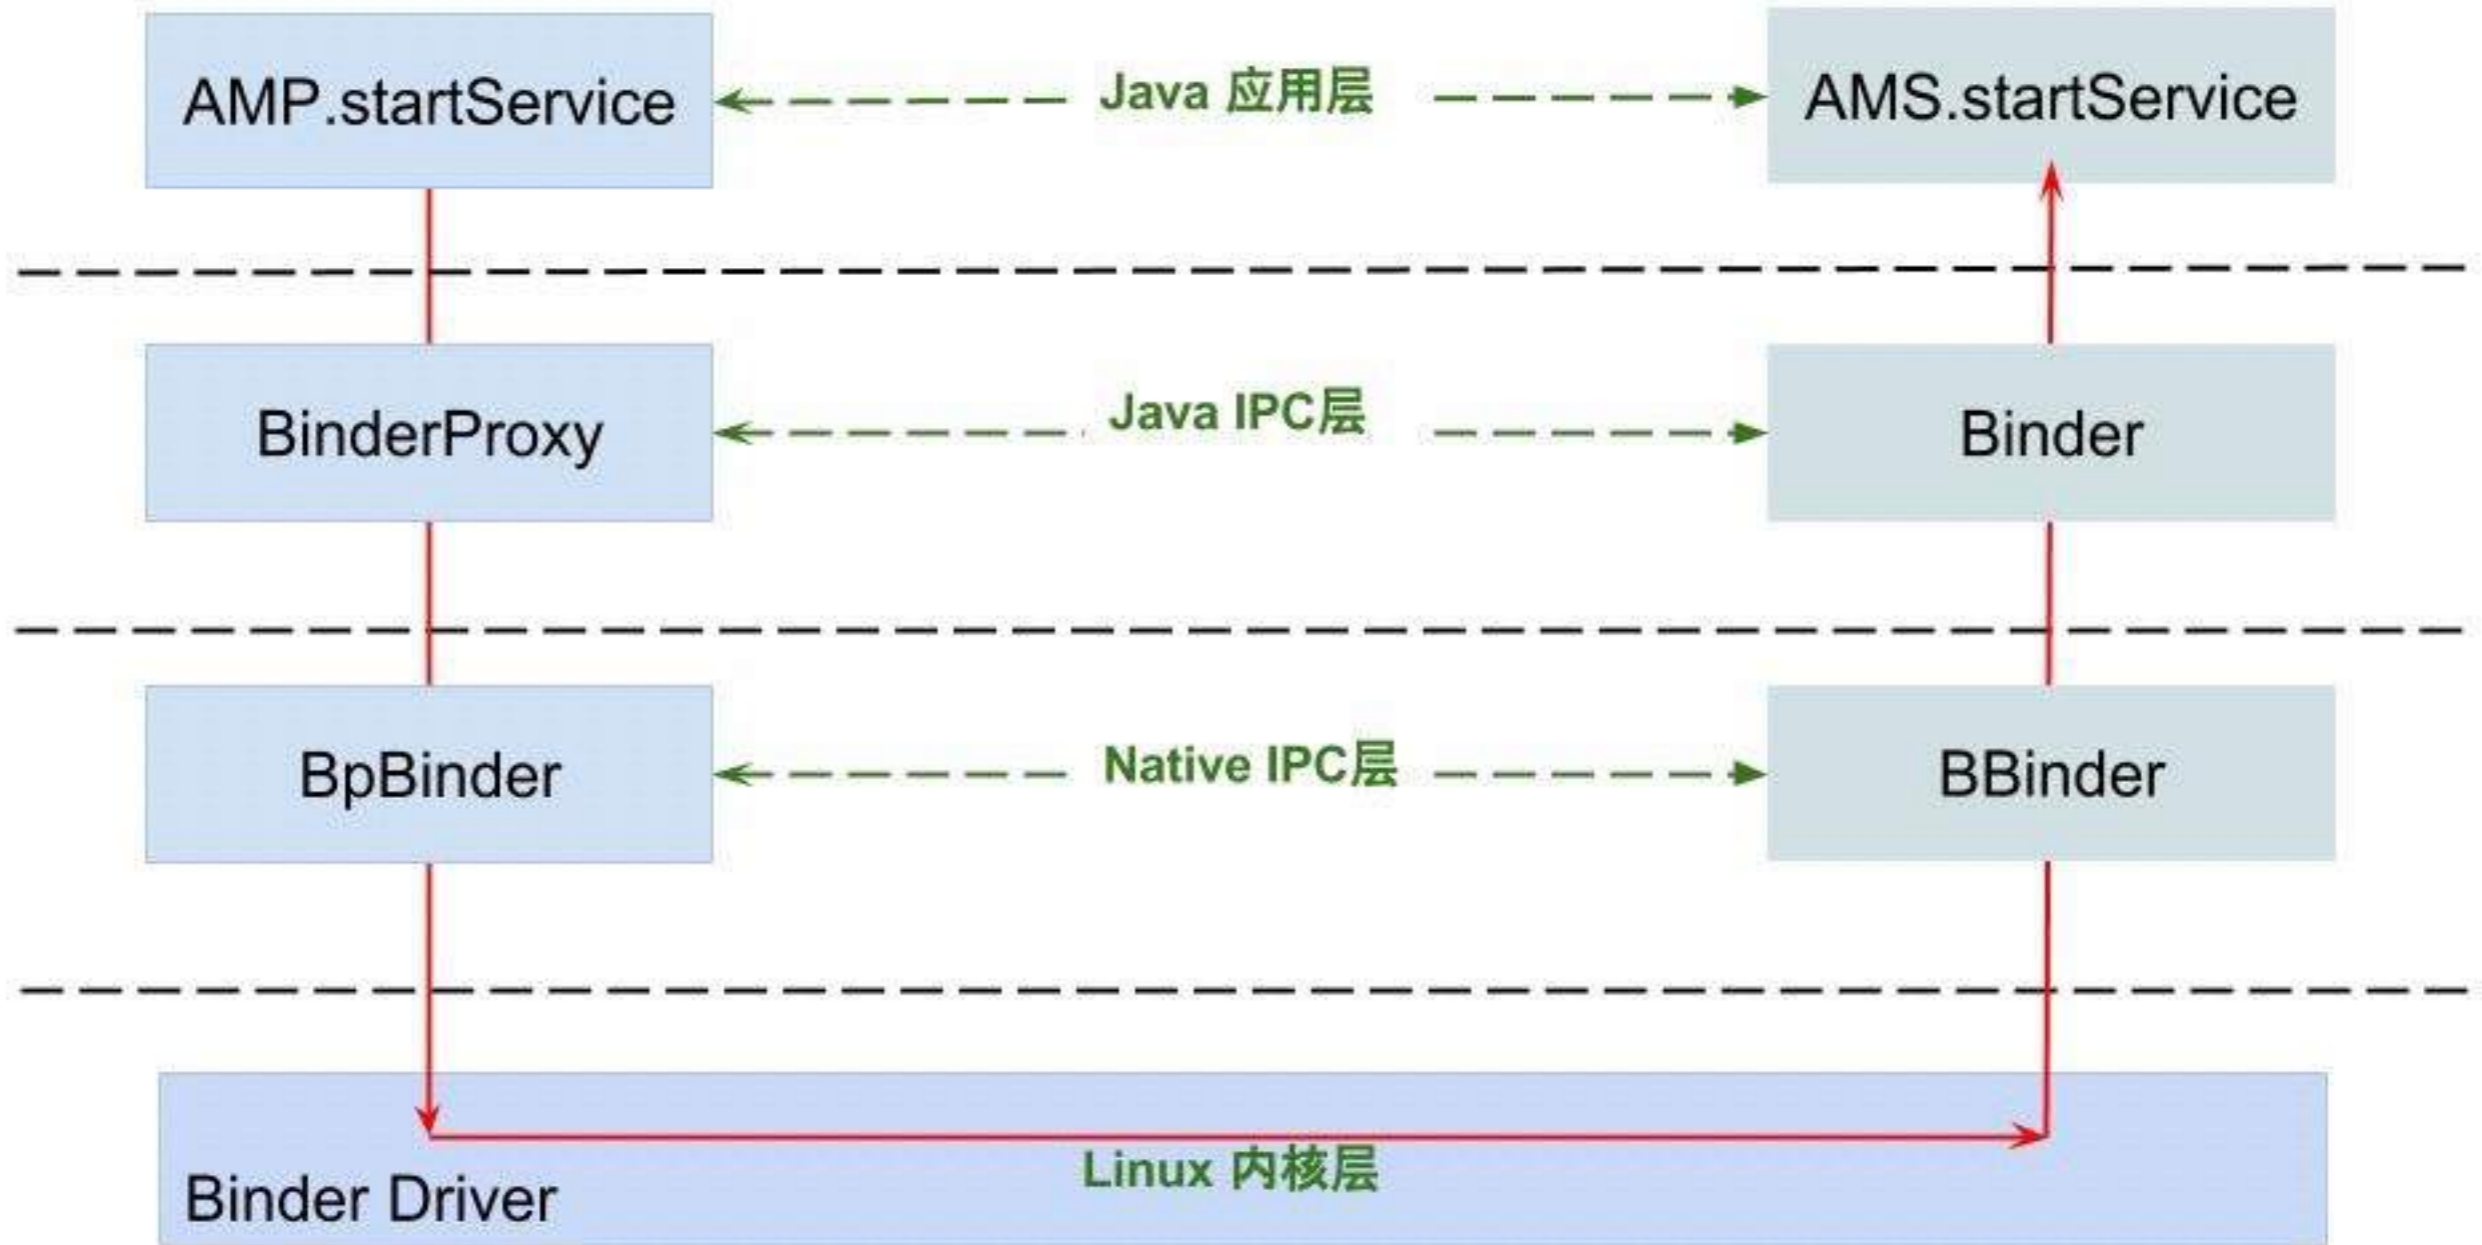 AMP.startService
Java 应用层
AMS.startService
BinderProxy
Java IPC层
Binder
BpBinder
Native IPC层
BBinder
Linux 内核层
Binder Driver